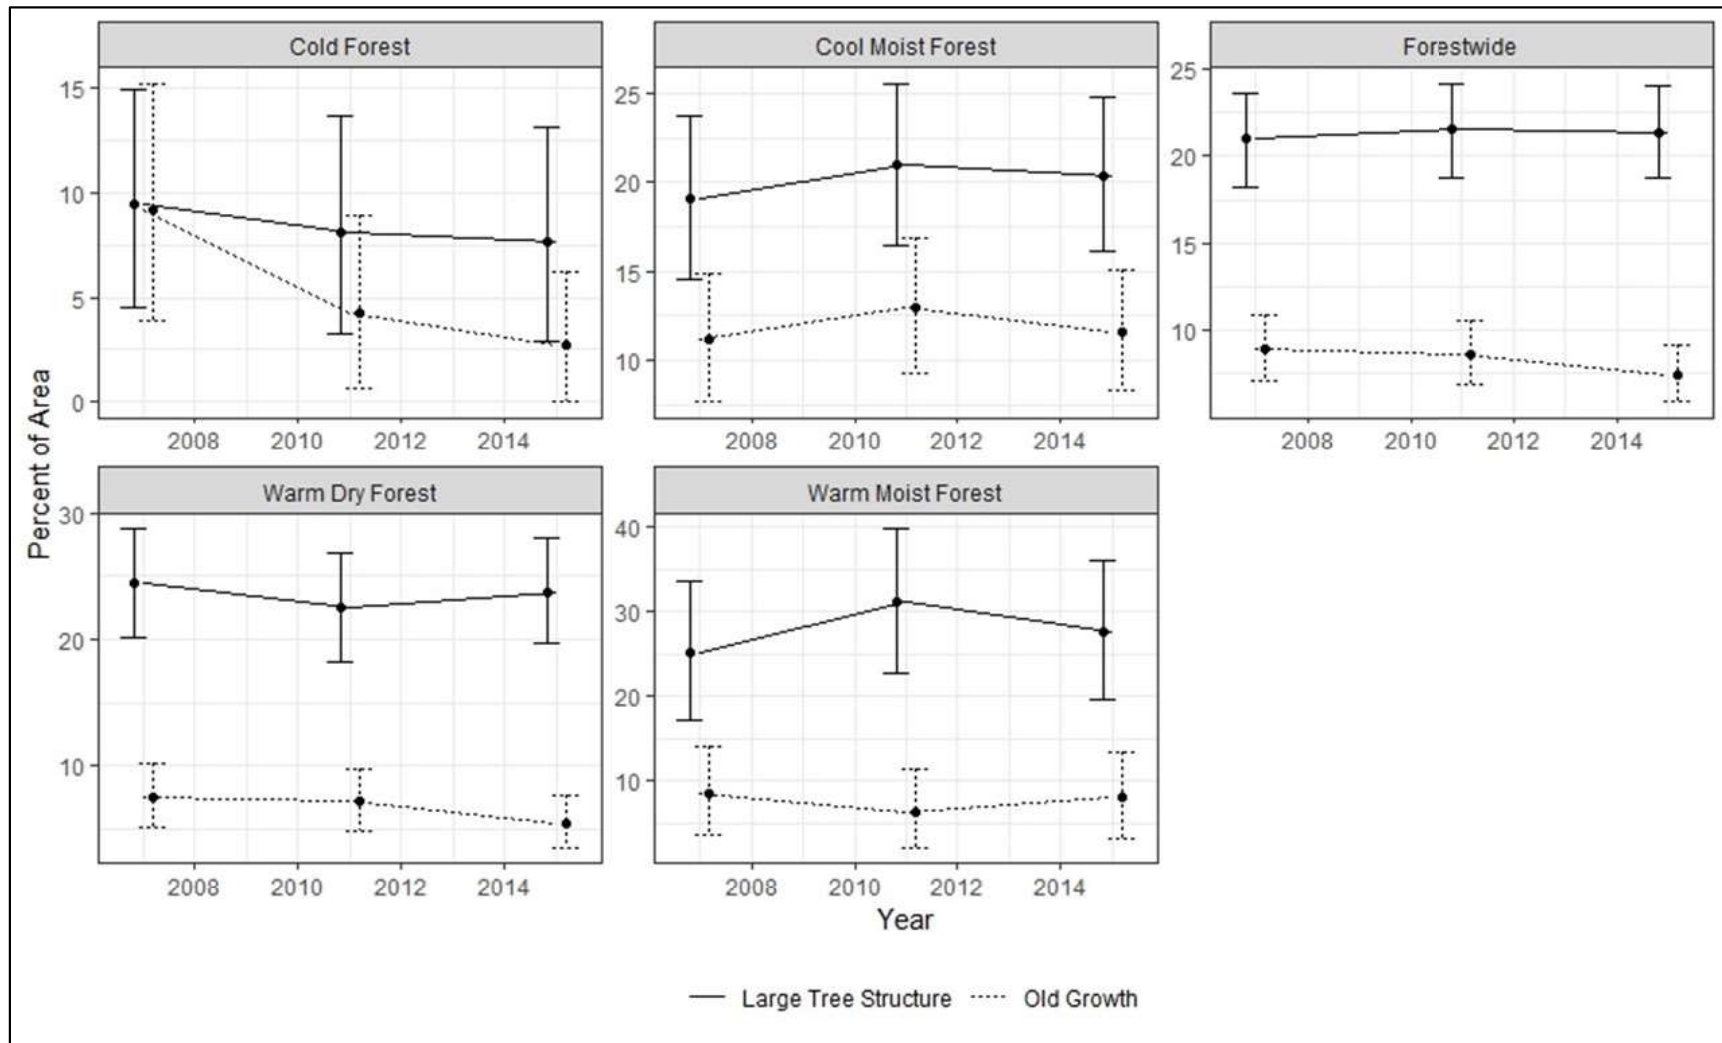 Cold Forest
Cool Moist Forest
Forestwide
15
10
5
0
25
20
15
10
25
20
15
10
2008 2010 2012 2014
2008 2010 2012 2014
2008 2010 2012 2014
Percent of Area
Warm Dry Forest
Warm Moist Forest
30
20
10
40
30
20
10
2008 2010 2012 2014
2008 2010 2012 2014
Year
Large Tree Structure Old Growth